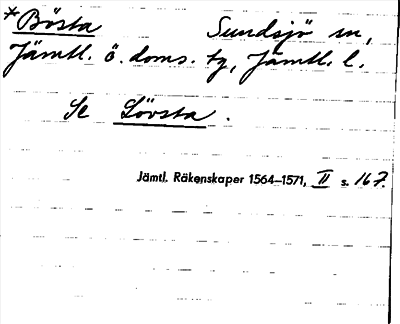 *Bösta Sundsjö sn,
Jämtl. ö. doms. tg, Jämtl. l.
Se Lövsta .
Jämtl. Räkenskaper 1564–1571, II s. 167.